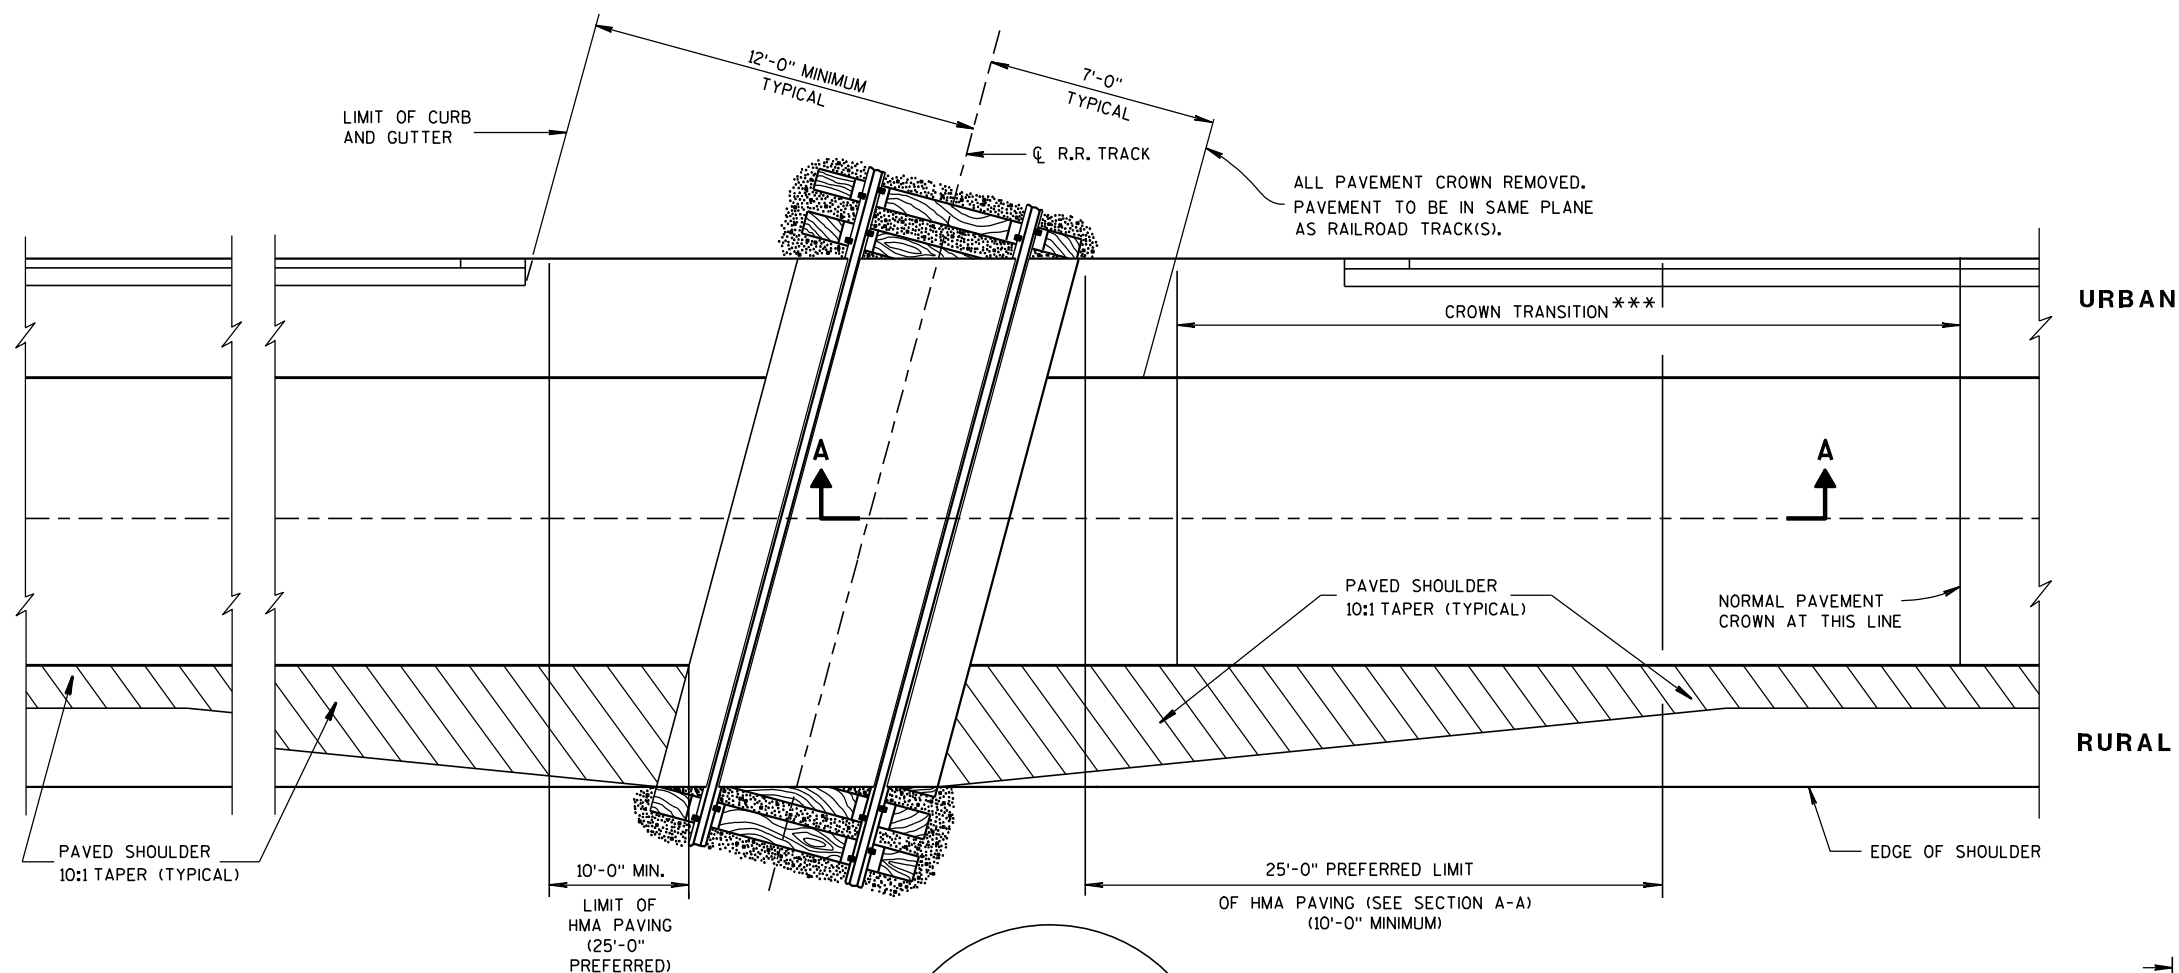 12'-0" MINIMUM
TYPICAL
7'-0"
TYPICAL
LIMIT OF CURB
AND GUTTER
℄ R.R. TRACK
ALL PAVEMENT CROWN REMOVED.
PAVEMENT TO BE IN SAME PLANE
AS RAILROAD TRACK(S).
URBAN
CROWN TRANSITION***
A
A
PAVED SHOULDER
10:1 TAPER (TYPICAL)
NORMAL PAVEMENT
CROWN AT THIS LINE
RURAL
PAVED SHOULDER
10:1 TAPER (TYPICAL)
EDGE OF SHOULDER
10'-0" MIN.
LIMIT OF
HMA PAVING
(25'-0"
PREFERRED)
25'-0" PREFERRED LIMIT
OF HMA PAVING (SEE SECTION A-A)
(10'-0" MINIMUM)